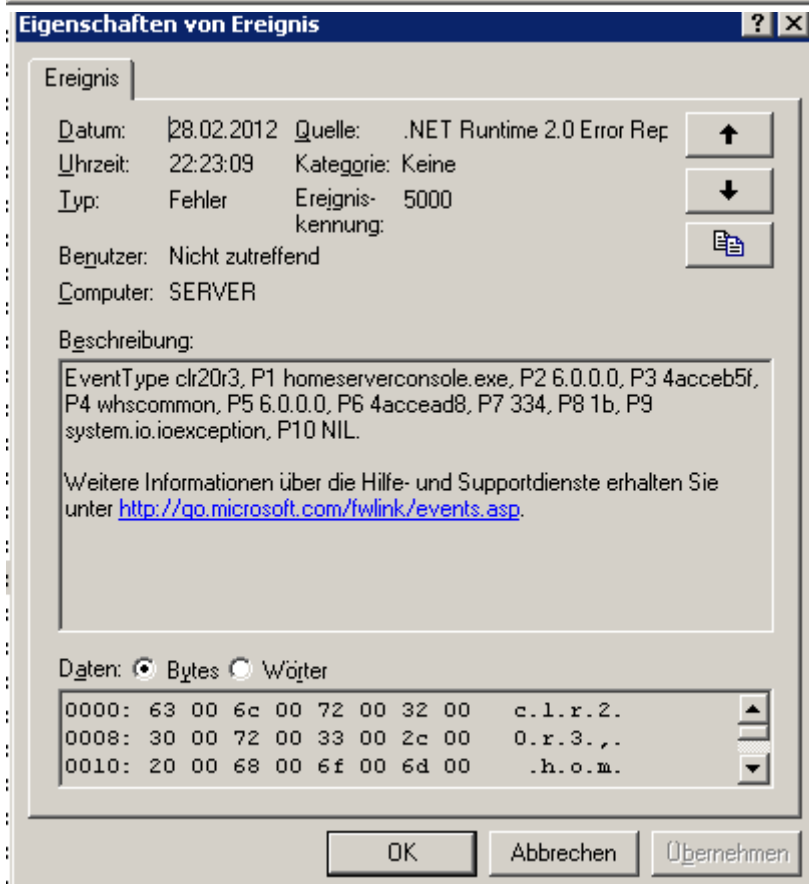 Eigenschaften von Ereignis
Ereignis
Datum: 28.02.2012 Quelle: .NET Runtime 2.0 Error Rep
Uhrzeit: 22:23:09 Kategorie: Keine
Typ: Fehler Ereignis-kennung: 5000
Benutzer: Nicht zutreffend
Computer: SERVER
Beschreibung:
EventType clr20r3, P1 homeserverconsole.exe, P2 6.0.0.0, P3 4acceb5f,
P4 whscommon, P5 6.0.0.0, P6 4accead8, P7 334, P8 1b, P9
system.io.ioexception, P10 NIL.
Weitere Informationen über die Hilfe- und Supportdienste erhalten Sie
unter http://go.microsoft.com/fwlink/events.asp.
Daten: Bytes Wörter
0000: 63 00 6c 00 72 00 32 00 c.l.r.2.
0008: 30 00 72 00 33 00 2c 00 0.r.3.,.
0010: 20 00 68 00 6f 00 6d 00 .h.o.m.
OK Abbrechen Übernehmen